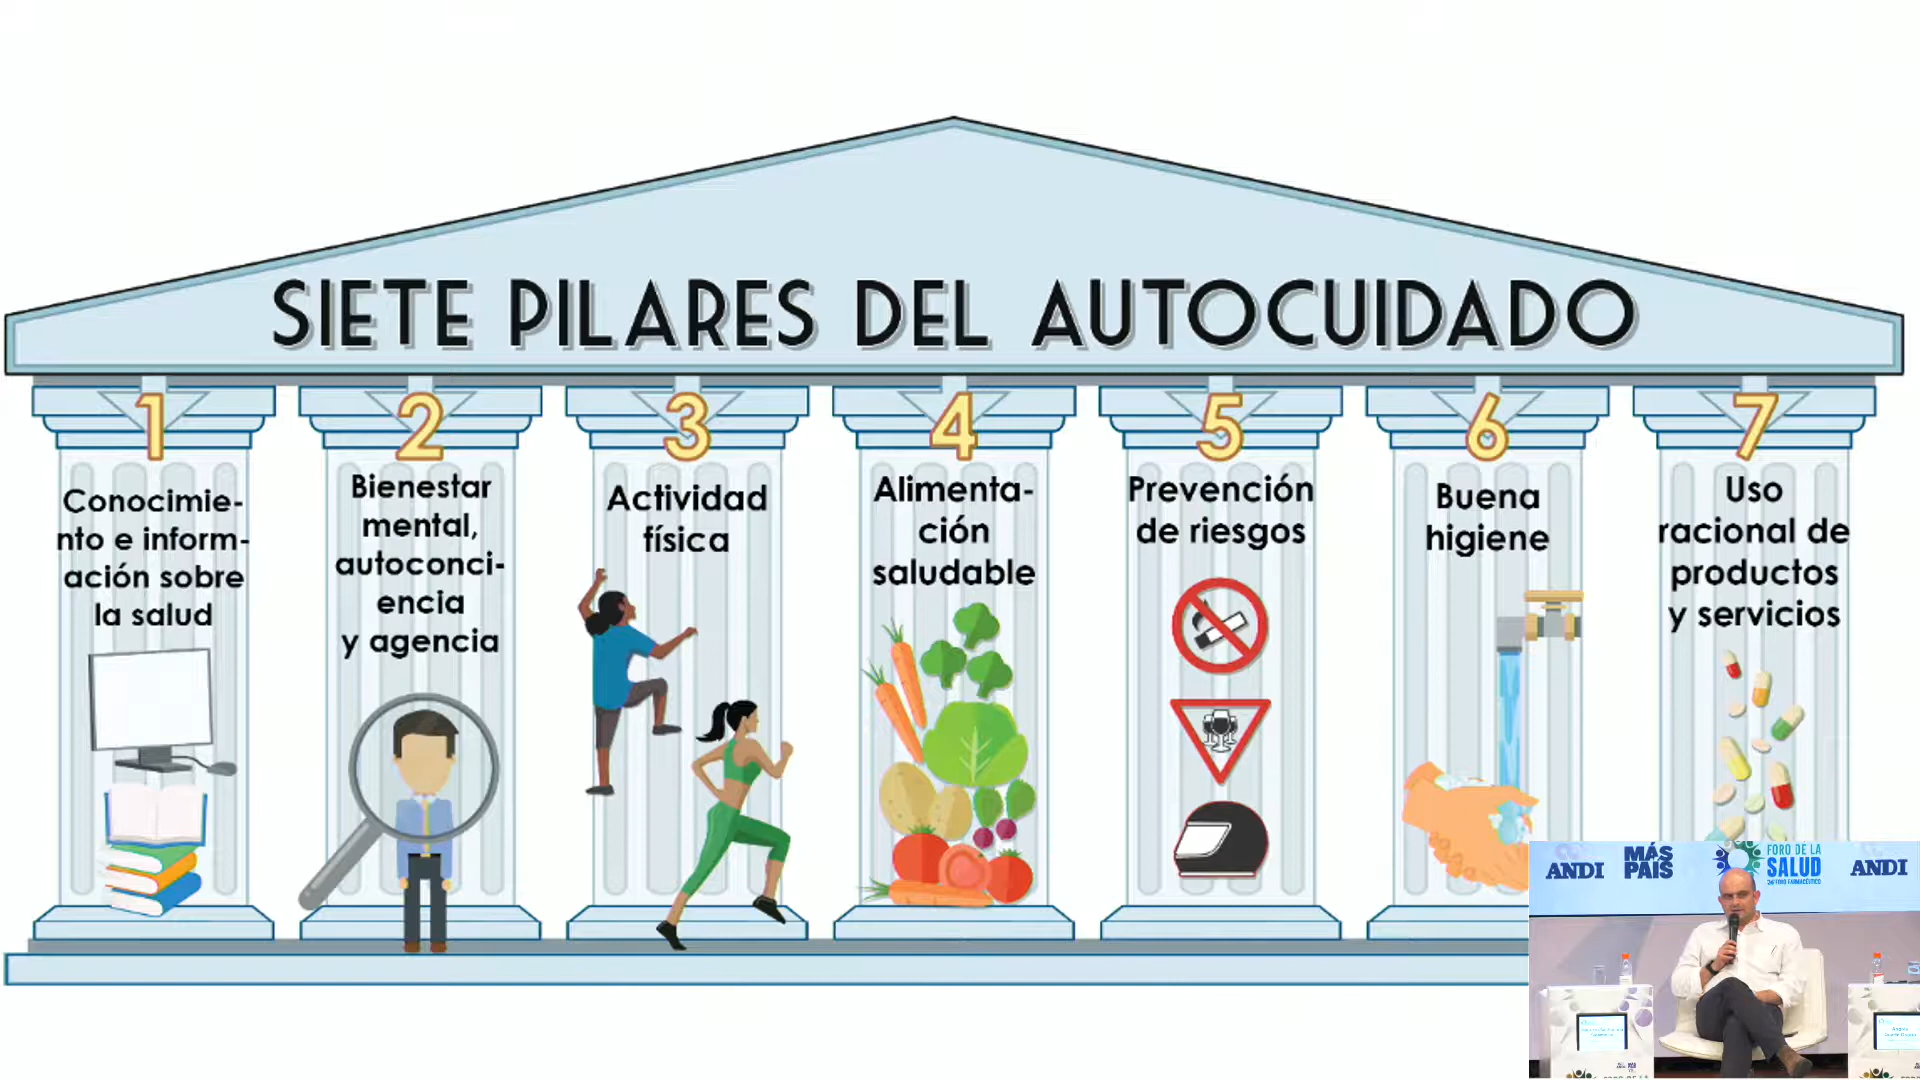 SIETE PILARES DEL AUTOCUIDADO
1
Conocimie-
nto e inform-
ación sobre
la salud
2
Bienestar
mental,
autoconci-
encia
y agencia
3
Actividad
física
4
Alimenta-
ción
saludable
5
Prevención
de riesgos
6
Buena
higiene
7
Uso
racional de
productos
y servicios
ANDI
MÁS
PAÍS
FORO DE LA
SALUD
ANDI